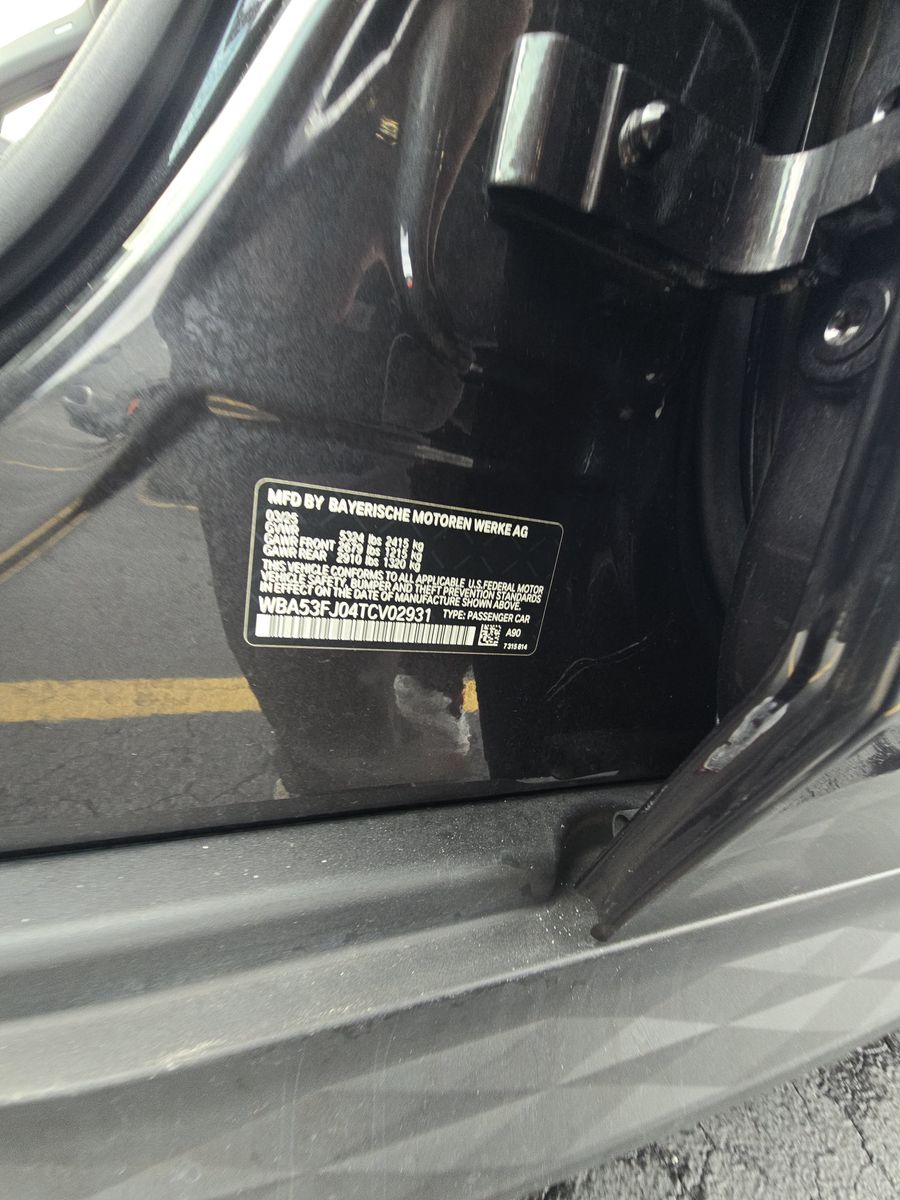 MFD BY BAYERISCHE MOTOREN WERKE AG
03/25
GVWR 5324 lbs 2415 kg
GAWR FRONT 2679 lbs 1215 kg
GAWR REAR 2910 lbs 1320 kg
THIS VEHICLE CONFORMS TO ALL APPLICABLE U.S.FEDERAL MOTOR
VEHICLE SAFETY, BUMPER AND THEFT PREVENTION STANDARDS
IN EFFECT ON THE DATE OF MANUFACTURE SHOWN ABOVE.
WBA53FJ04TCV02931 TYPE: PASSENGER CAR
A90
7 315 814